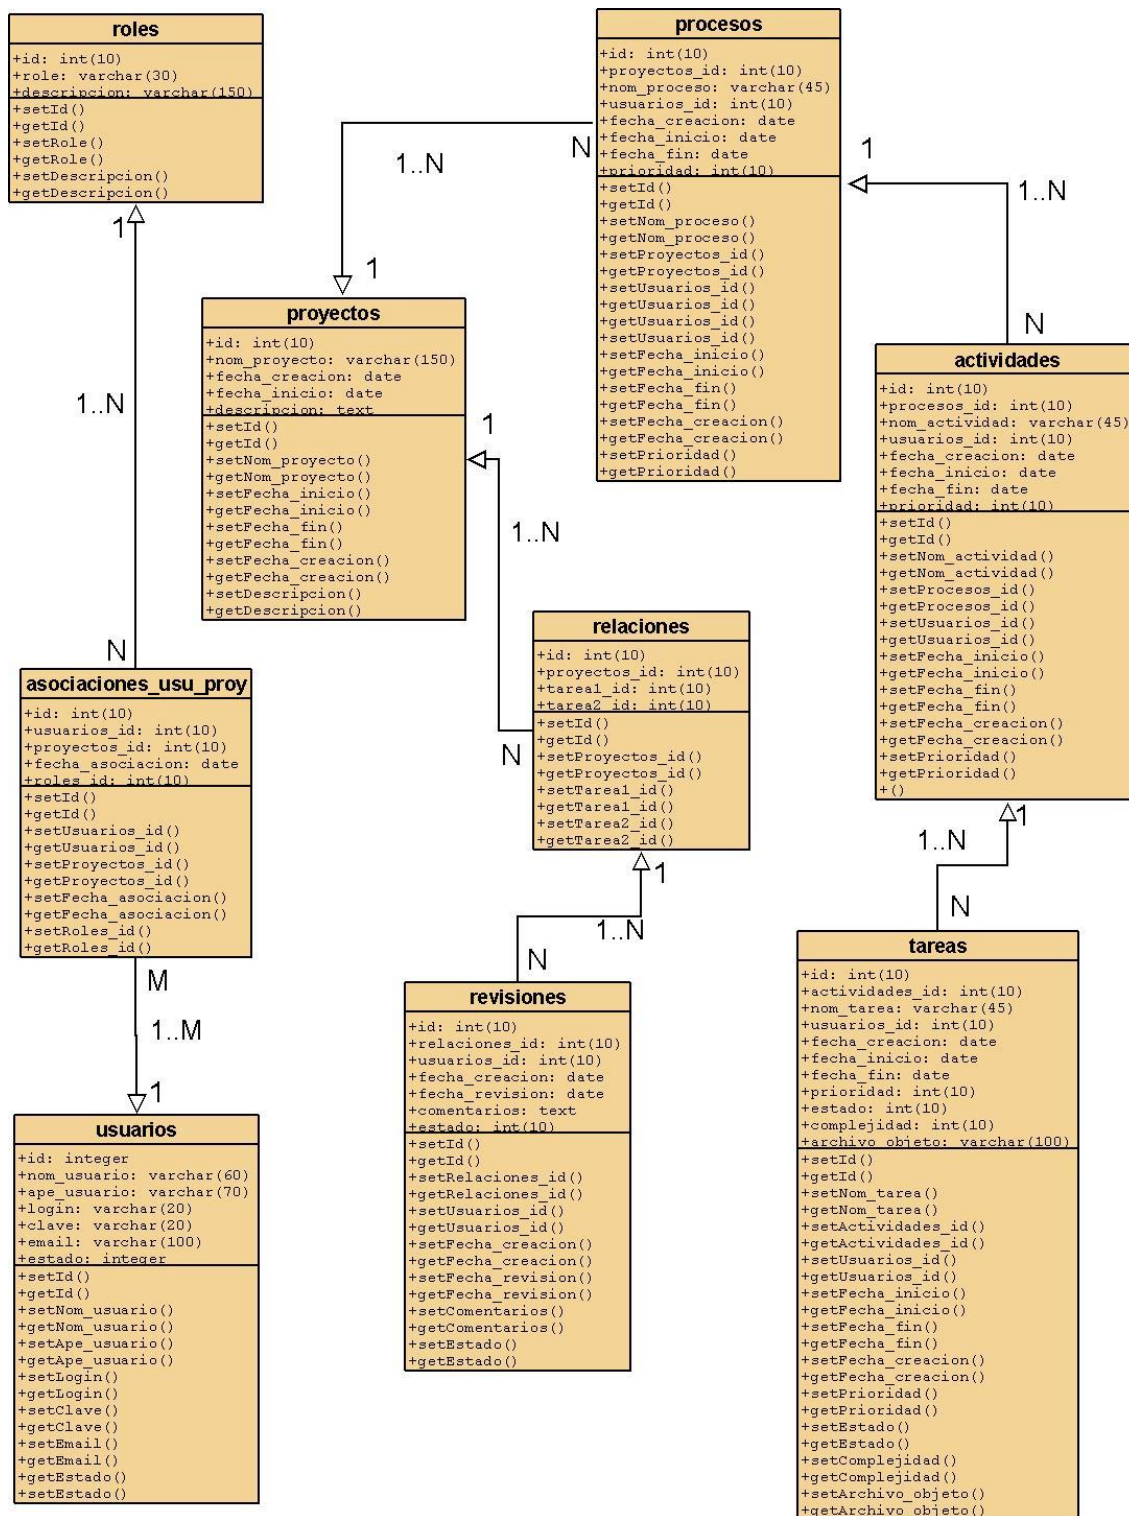 roles
+id: int(10)
+role: varchar(30)
+descripcion: varchar(150)
+setId()
+getId()
+setRole()
+getRole()
+setDescripcion()
+getDescripcion()
1
1..N
N
procesos
+id: int(10)
+proyectos_id: int(10)
+nom_proceso: varchar(45)
+usuarios_id: int(10)
+fecha_creacion: date
+fecha_inicio: date
+fecha_fin: date
+prioridad: int(10)
+setId()
+getId()
+setNom_proceso()
+getNom_proceso()
+setProyectos_id()
+getProyectos_id()
+setUsuarios_id()
+getUsuarios_id()
+getUsuarios_id()
+setUsuarios_id()
+setFecha_inicio()
+getFecha_inicio()
+setFecha_fin()
+getFecha_fin()
+setFecha_creacion()
+getFecha_creacion()
+setPrioridad()
+getPrioridad()
N
1..N
1
1
1..N
N
proyectos
+id: int(10)
+nom_proyecto: varchar(150)
+fecha_creacion: date
+fecha_inicio: date
+descripcion: text
+setId()
+getId()
+setNom_proyecto()
+getNom_proyecto()
+setFecha_inicio()
+getFecha_inicio()
+setFecha_fin()
+getFecha_fin()
+setFecha_creacion()
+getFecha_creacion()
+setDescripcion()
+getDescripcion()
1
1..N
N
actividades
+id: int(10)
+procesos_id: int(10)
+nom_actividad: varchar(45)
+usuarios_id: int(10)
+fecha_creacion: date
+fecha_inicio: date
+fecha_fin: date
+prioridad: int(10)
+setId()
+getId()
+setNom_actividad()
+getNom_actividad()
+setProcesos_id()
+getProcesos_id()
+setUsuarios_id()
+getUsuarios_id()
+setFecha_inicio()
+getFecha_inicio()
+setFecha_fin()
+getFecha_fin()
+setFecha_creacion()
+getFecha_creacion()
+setPrioridad()
+getPrioridad()
+()
1
1..N
N
relaciones
+id: int(10)
+proyectos_id: int(10)
+tarea1_id: int(10)
+tarea2_id: int(10)
+setId()
+getId()
+setProyectos_id()
+getProyectos_id()
+setTarea1_id()
+getTarea1_id()
+setTarea2_id()
+getTarea2_id()
1
1..N
N
asociaciones_usu_proy
+id: int(10)
+usuarios_id: int(10)
+proyectos_id: int(10)
+fecha_asociacion: date
+roles_id: int(10)
+setId()
+getId()
+setUsuarios_id()
+getUsuarios_id()
+setProyectos_id()
+getProyectos_id()
+setFecha_asociacion()
+getFecha_asociacion()
+setRoles_id()
+getRoles_id()
M
1..M
1
usuarios
+id: integer
+nom_usuario: varchar(60)
+ape_usuario: varchar(70)
+login: varchar(20)
+clave: varchar(20)
+email: varchar(100)
+estado: integer
+setId()
+getId()
+setNom_usuario()
+getNom_usuario()
+setApe_usuario()
+getApe_usuario()
+setLogin()
+getLogin()
+setClave()
+getClave()
+setEmail()
+getEmail()
+getEstado()
+setEstado()
revisiones
+id: int(10)
+relaciones_id: int(10)
+usuarios_id: int(10)
+fecha_creacion: date
+fecha_revision: date
+comentarios: text
+estado: int(10)
+setId()
+getId()
+setRelaciones_id()
+getRelaciones_id()
+setUsuarios_id()
+getUsuarios_id()
+setFecha_creacion()
+getFecha_creacion()
+setFecha_revision()
+getFecha_revision()
+setComentarios()
+getComentarios()
+setEstado()
+getEstado()
tareas
+id: int(10)
+actividades_id: int(10)
+nom_tarea: varchar(45)
+usuarios_id: int(10)
+fecha_creacion: date
+fecha_inicio: date
+fecha_fin: date
+prioridad: int(10)
+estado: int(10)
+complejidad: int(10)
+archivo_objeto: varchar(100)
+setId()
+getId()
+setNom_tarea()
+getNom_tarea()
+setActividades_id()
+getActividades_id()
+setUsuarios_id()
+getUsuarios_id()
+setFecha_inicio()
+getFecha_inicio()
+setFecha_fin()
+getFecha_fin()
+setFecha_creacion()
+getFecha_creacion()
+setPrioridad()
+getPrioridad()
+setEstado()
+getEstado()
+setComplejidad()
+getComplejidad()
+setArchivo_objeto()
+getArchivo_objeto()